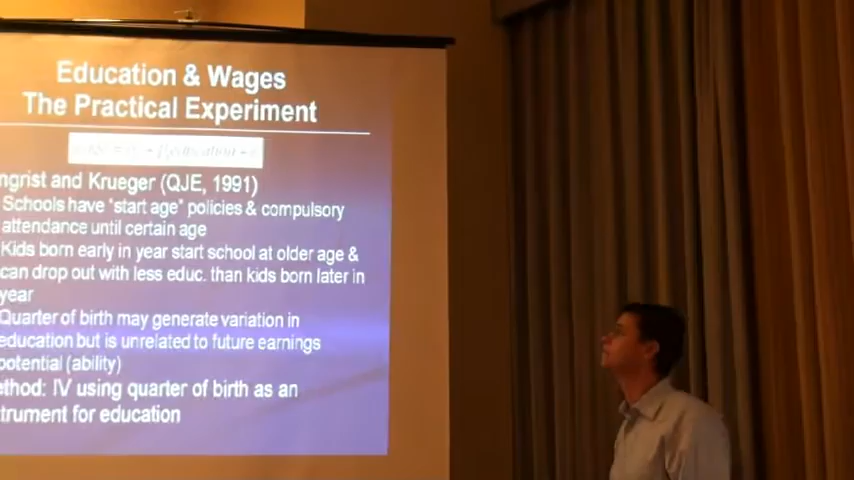 Education & Wages
The Practical Experiment
ngrist and Krueger (QJE, 1991)
Schools have "start age" policies & compulsory
attendance until certain age
Kids born early in year start school at older age &
can drop out with less educ. than kids born later in
year
Quarter of birth may generate variation in
education but is unrelated to future earnings
potential (ability)
ethod: IV using quarter of birth as an
trument for education